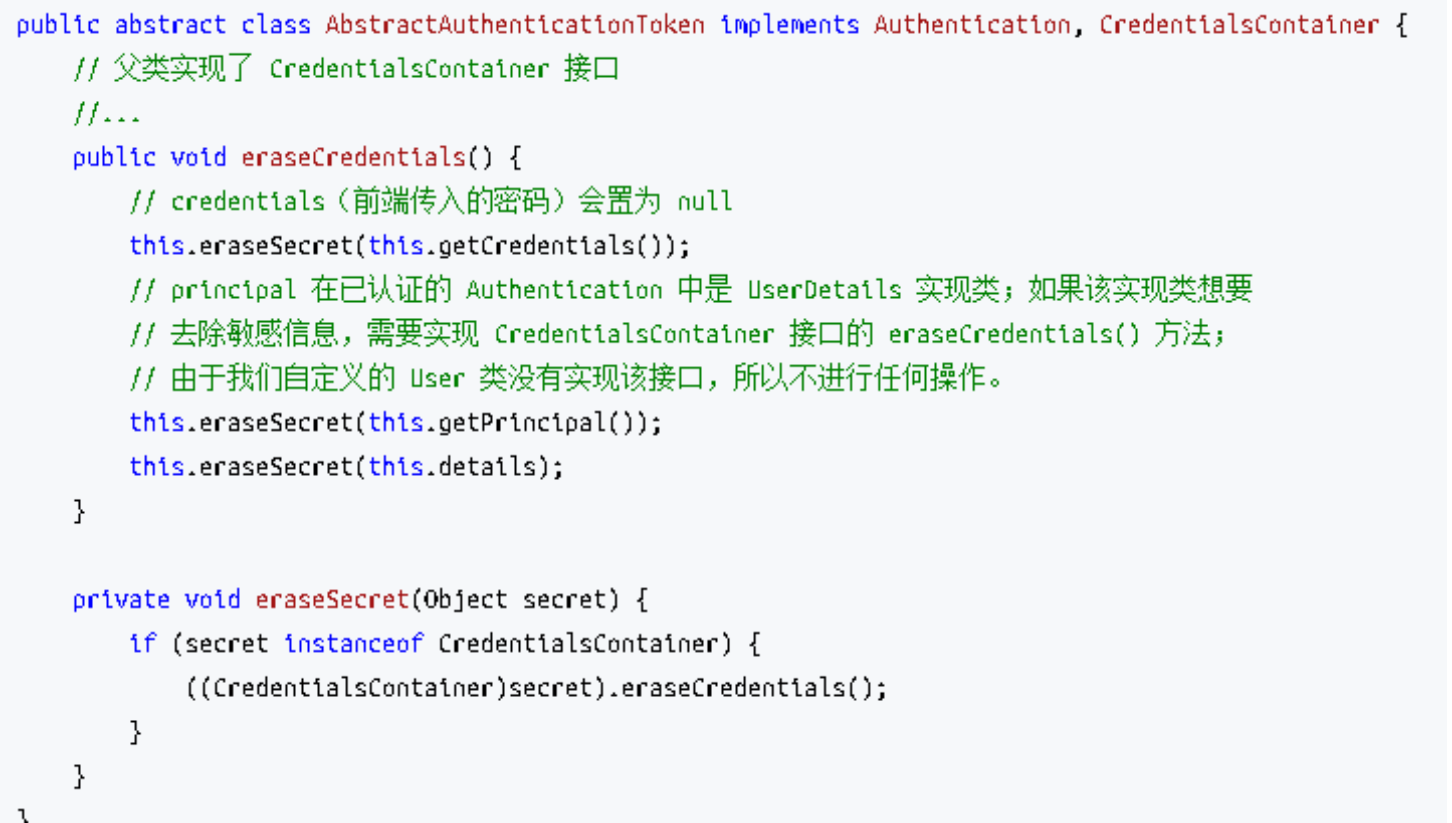 public abstract class AbstractAuthenticationToken implements Authentication, CredentialsContainer {
    // 父类实现了 CredentialsContainer 接口
    //...
    public void eraseCredentials() {
        // credentials（前端传入的密码）会置为 null
        this.eraseSecret(this.getCredentials());
        // principal 在已认证的 Authentication 中是 UserDetails 实现类；如果该实现类想要
        // 去除敏感信息，需要实现 CredentialsContainer 接口的 eraseCredentials() 方法；
        // 由于我们自定义的 User 类没有实现该接口，所以不进行任何操作。
        this.eraseSecret(this.getPrincipal());
        this.eraseSecret(this.details);
    }
    private void eraseSecret(Object secret) {
        if (secret instanceof CredentialsContainer) {
            ((CredentialsContainer)secret).eraseCredentials();
        }
    }
}